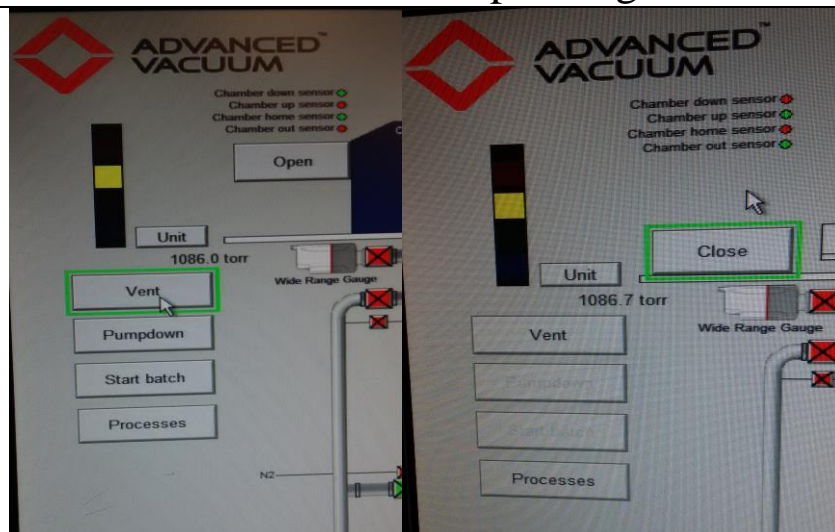 ADVANCED™
VACUUM
Chamber down sensor
Chamber up sensor
Chamber home sensor
Chamber out sensor
Open
Unit
1086.0 torr
Wide Range Gauge
Vent
Pumpdown
Start batch
Processes
N2
ADVANCED™
VACUUM
Chamber down sensor
Chamber up sensor
Chamber home sensor
Chamber out sensor
Close
Unit
1086.7 torr
Wide Range Gauge
Vent
Pumpdown
Start batch
Processes